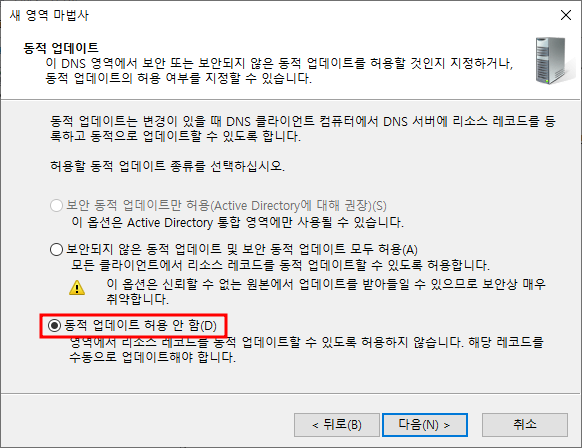 새 영역 마법사
동적 업데이트
이 DNS 영역에서 보안 또는 보안되지 않은 동적 업데이트를 허용할 것인지 지정하거나,
동적 업데이트의 허용 여부를 지정할 수 있습니다.
동적 업데이트는 변경이 있을 때 DNS 클라이언트 컴퓨터에서 DNS 서버에 리소스 레코드를 등
록하고 동적으로 업데이트할 수 있도록 합니다.
허용할 동적 업데이트 종류를 선택하십시오.
보안 동적 업데이트만 허용(Active Directory에 대해 권장)(S)
이 옵션은 Active Directory 통합 영역에만 사용될 수 있습니다.
보안되지 않은 동적 업데이트 및 보안 동적 업데이트 모두 허용(A)
모든 클라이언트에서 리소스 레코드를 동적 업데이트할 수 있도록 허용합니다.
이 옵션은 신뢰할 수 없는 원본에서 업데이트를 받아들일 수 있으므로 보안상 매우
취약합니다.
동적 업데이트 허용 안 함(D)
영역에서 리소스 레코드를 동적 업데이트할 수 있도록 허용하지 않습니다. 해당 레코드를
수동으로 업데이트해야 합니다.
< 뒤로(B) 다음(N) > 취소